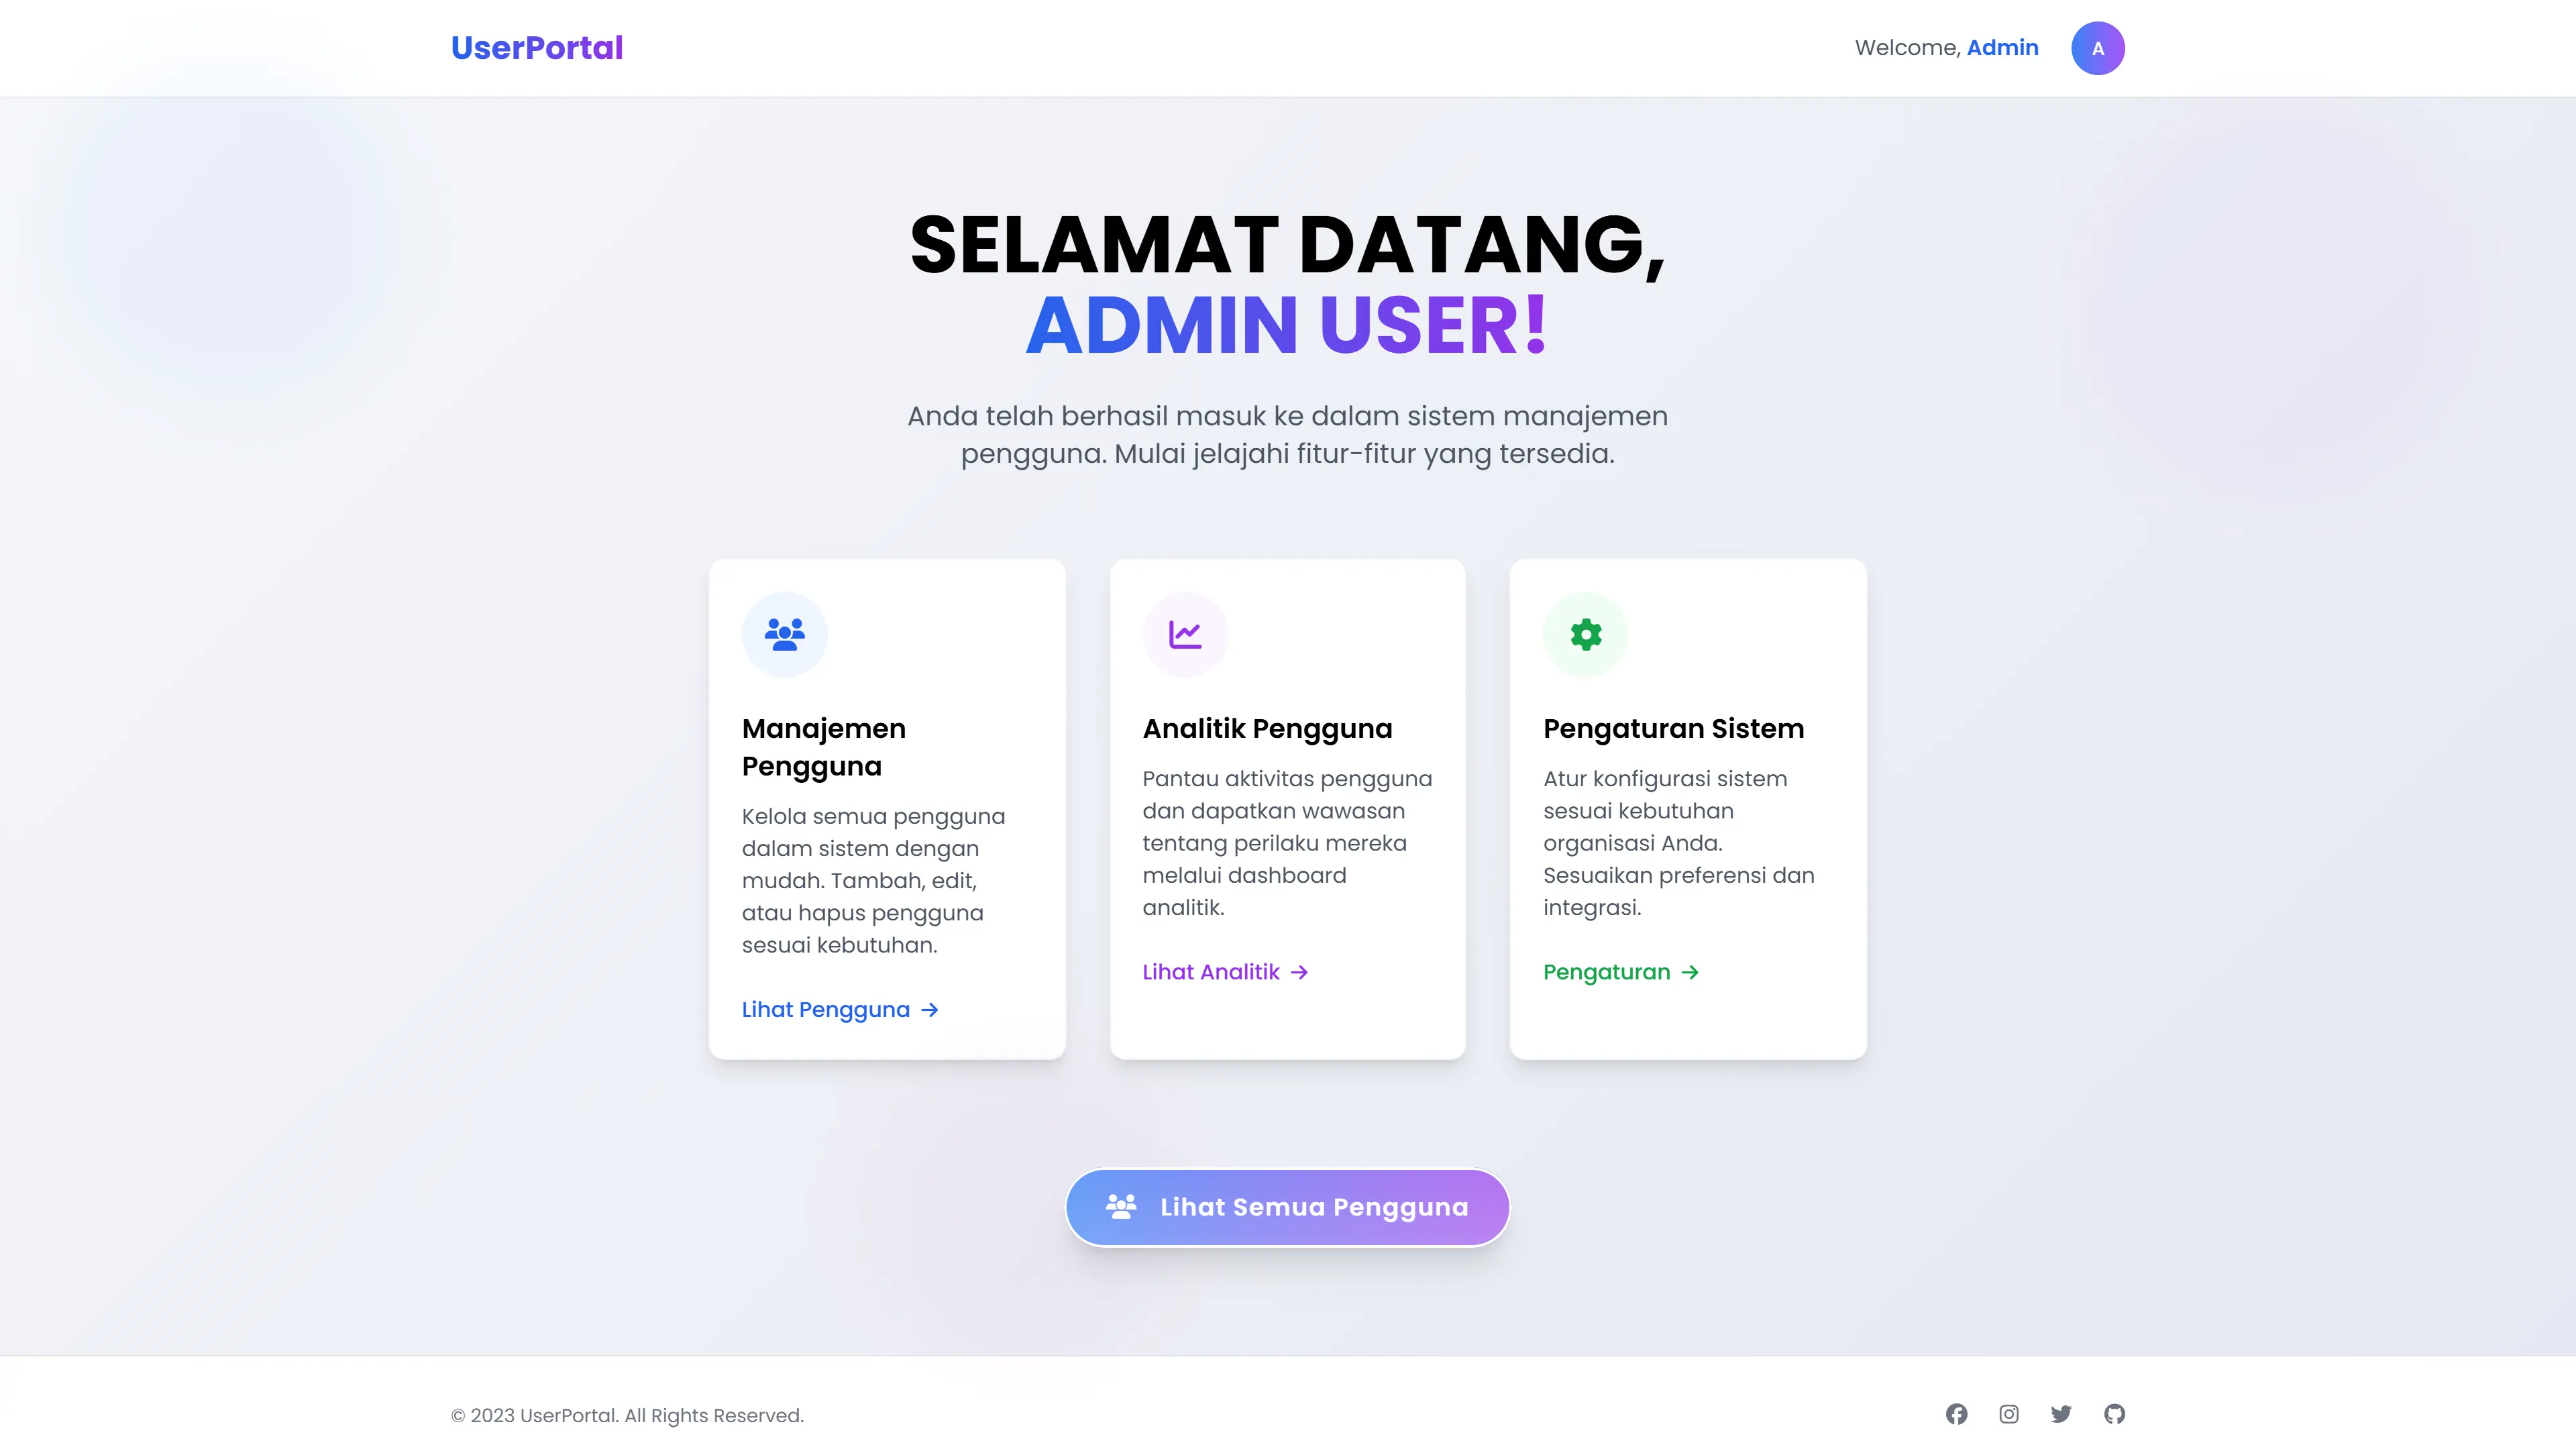 UserPortal
Welcome, Admin
A
SELAMAT DATANG,
ADMIN USER!
Anda telah berhasil masuk ke dalam sistem manajemen
pengguna. Mulai jelajahi fitur-fitur yang tersedia.
Manajemen
Pengguna
Kelola semua pengguna
dalam sistem dengan
mudah. Tambah, edit,
atau hapus pengguna
sesuai kebutuhan.
Lihat Pengguna
Analitik Pengguna
Pantau aktivitas pengguna
dan dapatkan wawasan
tentang perilaku mereka
melalui dashboard
analitik.
Lihat Analitik
Pengaturan Sistem
Atur konfigurasi sistem
sesuai kebutuhan
organisasi Anda.
Sesuaikan preferensi dan
integrasi.
Pengaturan
Lihat Semua Pengguna
© 2023 UserPortal. All Rights Reserved.